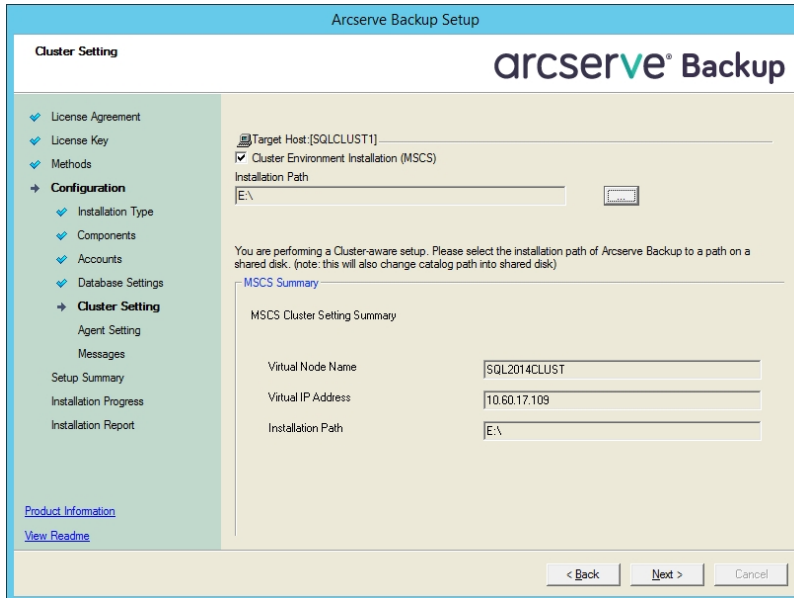 Arcserve Backup Setup
Cluster Setting
arcserve® Backup
License Agreement
License Key
Methods
Configuration
Installation Type
Components
Accounts
Database Settings
Cluster Setting
Agent Setting
Messages
Setup Summary
Installation Progress
Installation Report
Product Information
View Readme
Target Host:[SQLCLUST1]
Cluster Environment Installation (MSCS)
Installation Path
E:\
...
You are performing a Cluster-aware setup. Please select the installation path of Arcserve Backup to a path on a
shared disk. (note: this will also change catalog path into shared disk)
MSCS Summary
MSCS Cluster Setting Summary
Virtual Node Name
SQL2014CLUST
Virtual IP Address
10.60.17.109
Installation Path
E:\
< Back
Next >
Cancel